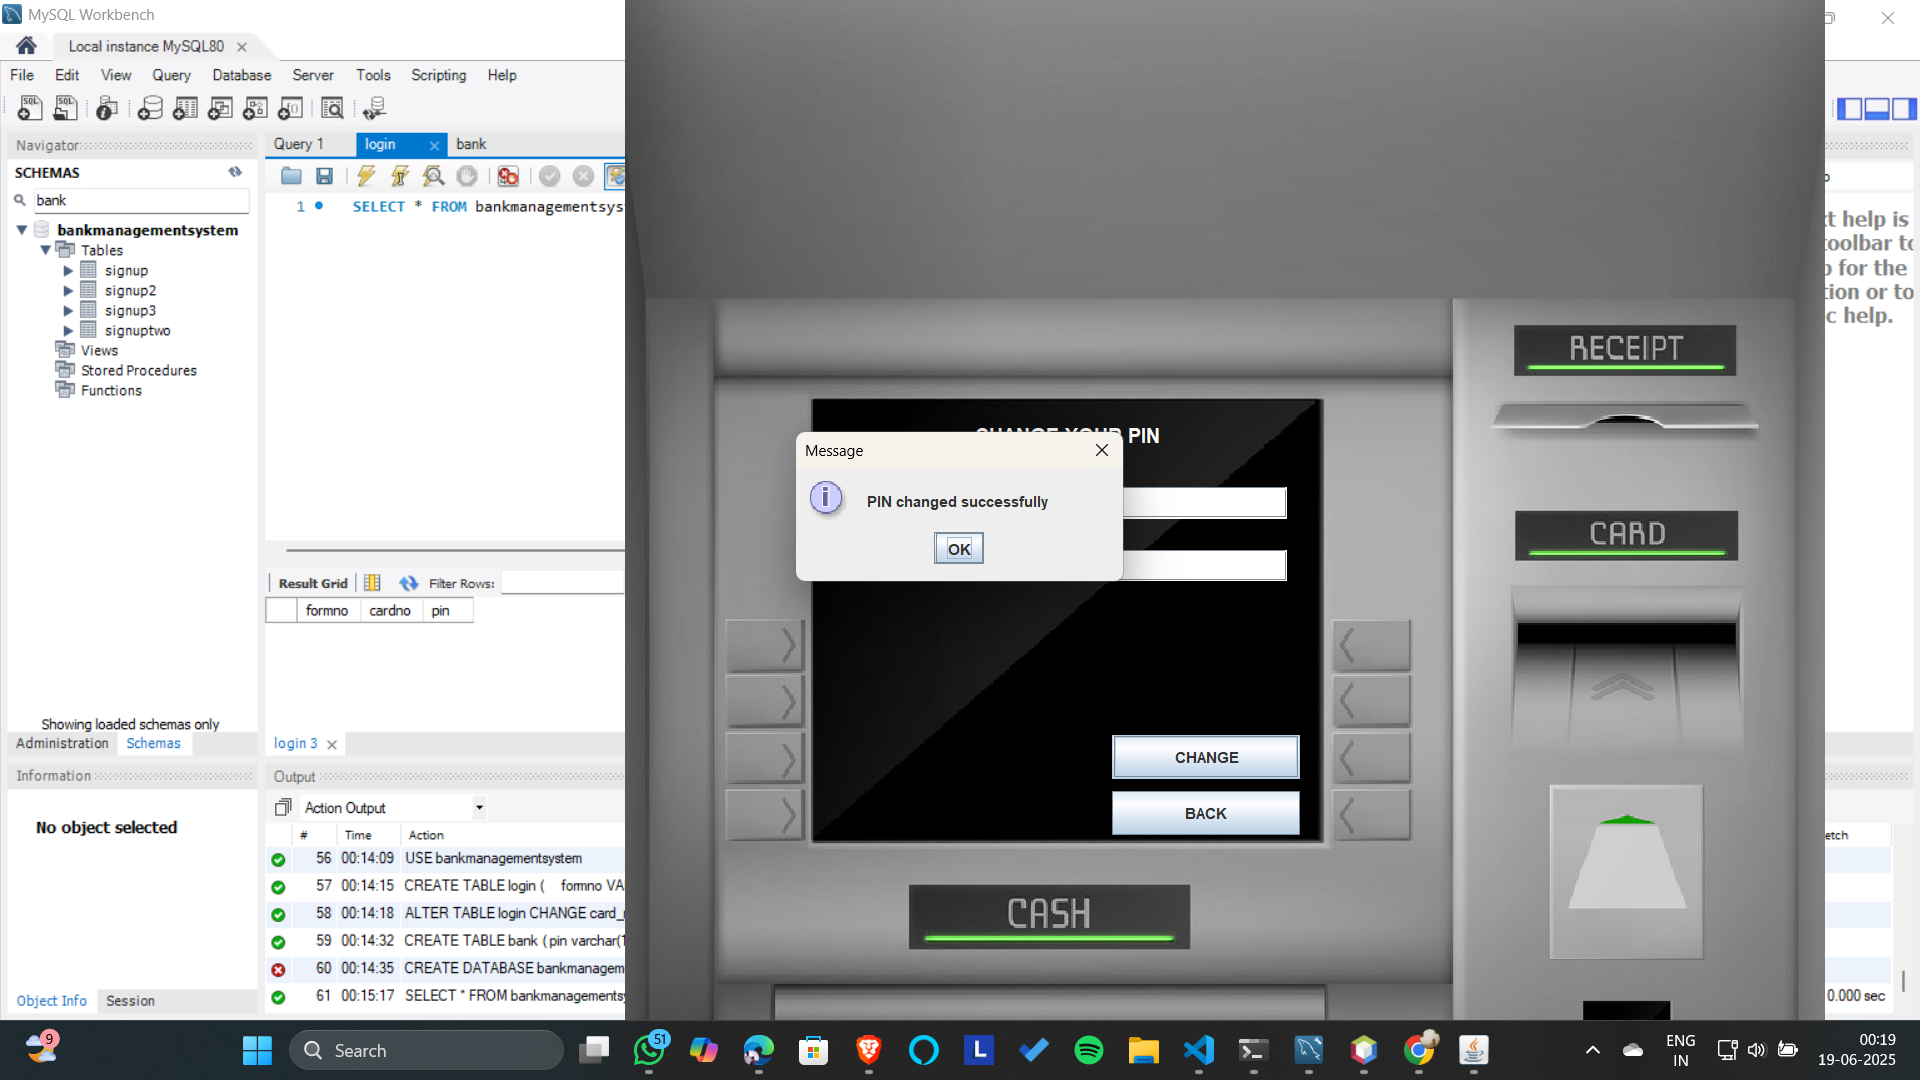 MySQL Workbench
Local instance MySQL80
File Edit View Query Database Server Tools Scripting Help
Navigator
SCHEMAS
bank
bankmanagementsystem
Tables
signup
signup2
signup3
signuptwo
Views
Stored Procedures
Functions
Showing loaded schemas only
Administration Schemas
Information
No object selected
Object Info Session
Query 1 login bank
1 SELECT * FROM bankmanagementsys
Result Grid Filter Rows:
formno cardno pin
login 3
Output
Action Output
# Time Action
56 00:14:09 USE bankmanagementsystem
57 00:14:15 CREATE TABLE login ( formno VA
58 00:14:18 ALTER TABLE login CHANGE card_
59 00:14:32 CREATE TABLE bank (pin varchar(1
60 00:14:35 CREATE DATABASE bankmanagem
61 00:15:17 SELECT * FROM bankmanagements
CHANGE YOUR PIN
Message
PIN changed successfully
OK
CHANGE
BACK
CASH
RECEIPT
CARD
t help is
toolbar to
for the
tion or to
c help.
etch
0.000 sec
9
Search
51
L
ENG
IN
00:19
19-06-2025